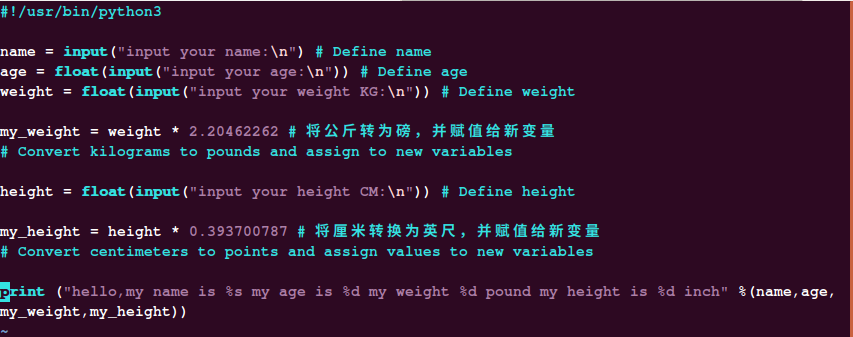 #!/usr/bin/python3
name = input("input your name:\n") # Define name
age = float(input("input your age:\n")) # Define age
weight = float(input("input your weight KG:\n")) # Define weight
my_weight = weight * 2.20462262 # 将公斤转为磅，并赋值给新变量
# Convert kilograms to pounds and assign to new variables
height = float(input("input your height CM:\n")) # Define height
my_height = height * 0.393700787 # 将厘米转换为英尺，并赋值给新变量
# Convert centimeters to points and assign values to new variables
print ("hello,my name is %s my age is %d my weight %d pound my height is %d inch" %(name,age,
my_weight,my_height))
~